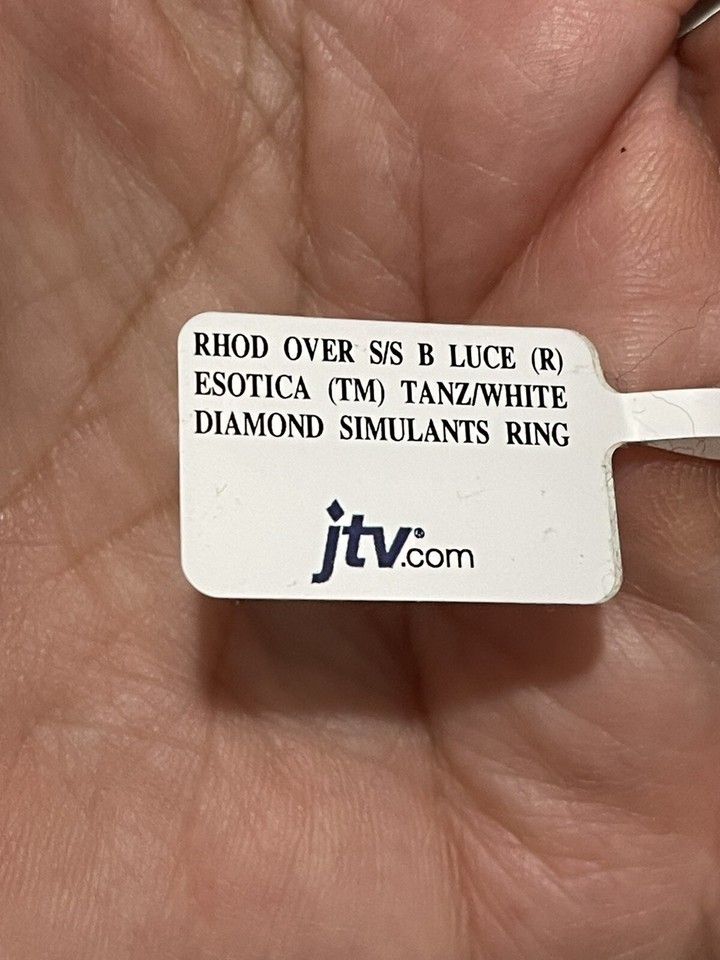 RHOD OVER S/S B LUCE (R)
ESOTICA (TM) TANZ/WHITE
DIAMOND SIMULANTS RING
jtv®.com